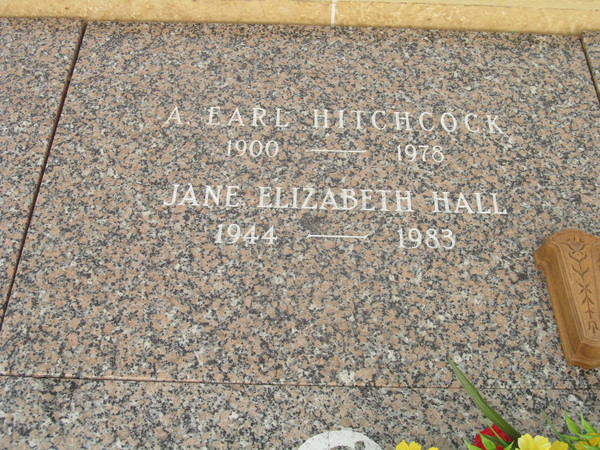 A. EARL HITCHCOCK
1900 — 1978
JANE ELIZABETH HALL
1944 — 1983